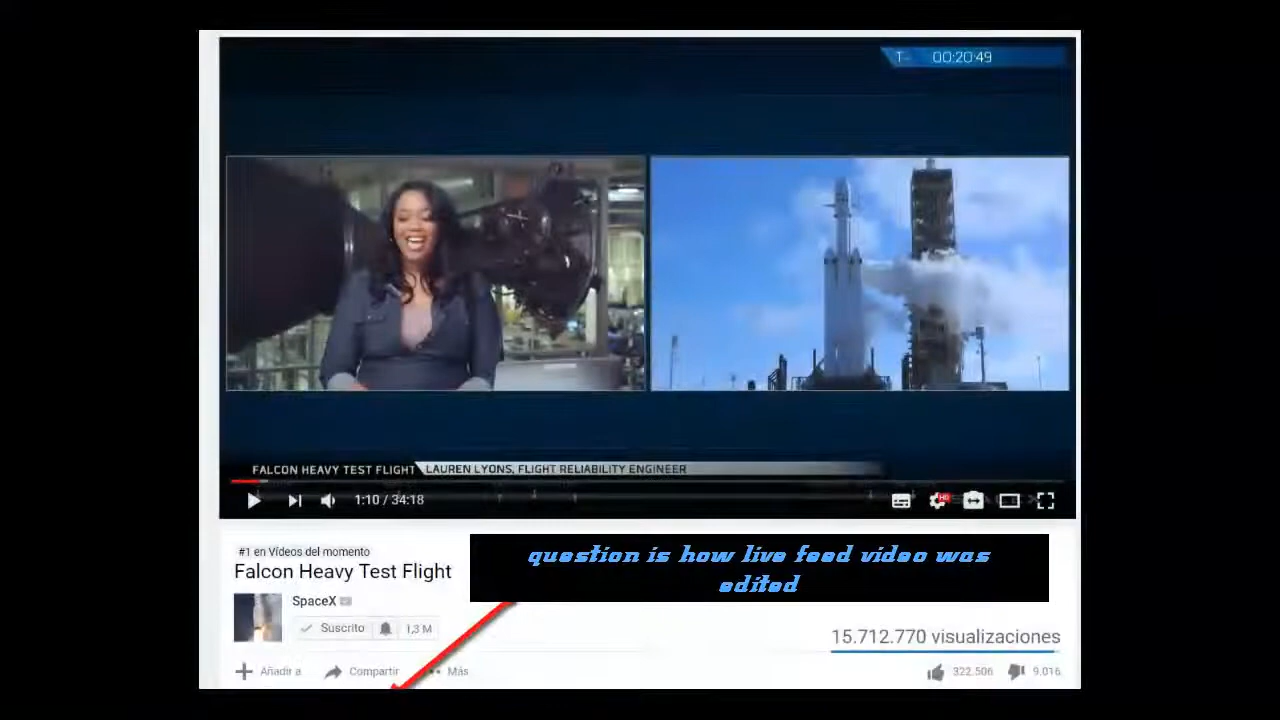 T- 00:20:49
FALCON HEAVY TEST FLIGHT LAUREN LYONS, FLIGHT RELIABILITY ENGINEER
1:10 / 34:18
HD
#1 en Vídeos del momento
Falcon Heavy Test Flight
question is how live feed video was
edited
SpaceX
Suscrito 1,3 M
15.712.770 visualizaciones
Añadir a Compartir Más
322.506 9.016